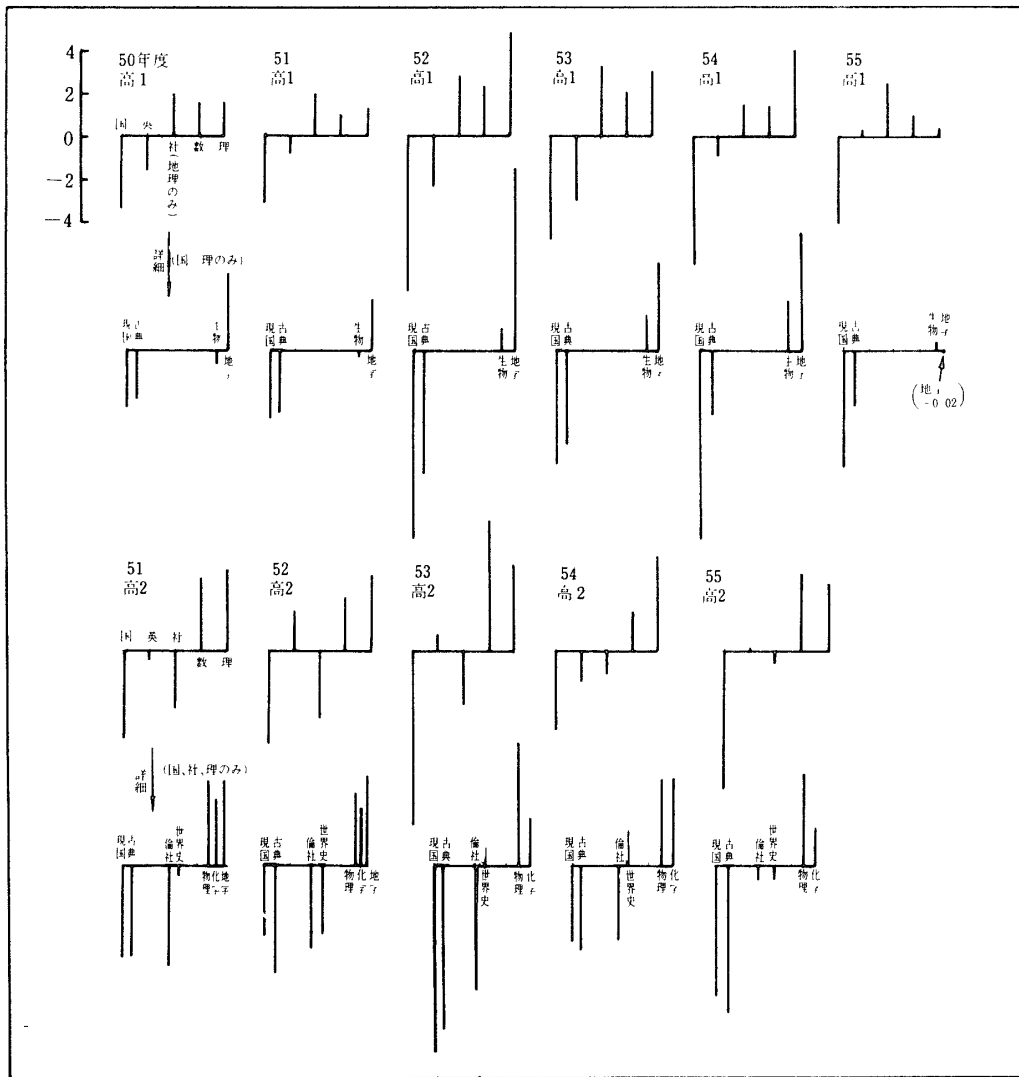 4
2
0
—2
—4
50年度
高1
51
高1
52
高1
53
高1
54
高1
55
高1
国 英
社(地理のみ)
数 理
詳細
(国 理のみ)
現国
古典
生物
地
現国
古典
生物
地学
現国
古典
生物
地学
現国
古典
生物
地学
現国
古典
生物
地学
現国
古典
生物
地学
(地
-0 02)
51
高2
52
高2
53
高2
54
高2
55
高2
国 英 社
数 理
詳細
(国、社、理のみ)
現国
古典
倫社
世界史
物理
化学
地学
現国
古典
倫社
世界史
物理
化学
地学
現国
古典
倫社
世界史
物理
化学
現国
古典
倫社
世界史
物理
化学
現国
古典
倫社
世界史
物理
化学